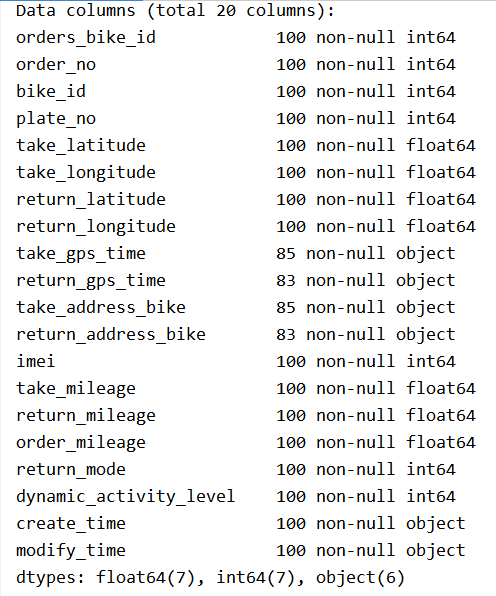 Data columns (total 20 columns):
orders_bike_id            100 non-null int64
order_no                  100 non-null int64
bike_id                   100 non-null int64
plate_no                  100 non-null int64
take_latitude             100 non-null float64
take_longitude            100 non-null float64
return_latitude           100 non-null float64
return_longitude          100 non-null float64
take_gps_time             85 non-null object
return_gps_time           83 non-null object
take_address_bike         85 non-null object
return_address_bike       83 non-null object
imei                      100 non-null int64
take_mileage              100 non-null float64
return_mileage            100 non-null float64
order_mileage             100 non-null float64
return_mode               100 non-null int64
dynamic_activity_level    100 non-null int64
create_time               100 non-null object
modify_time               100 non-null object
dtypes: float64(7), int64(7), object(6)